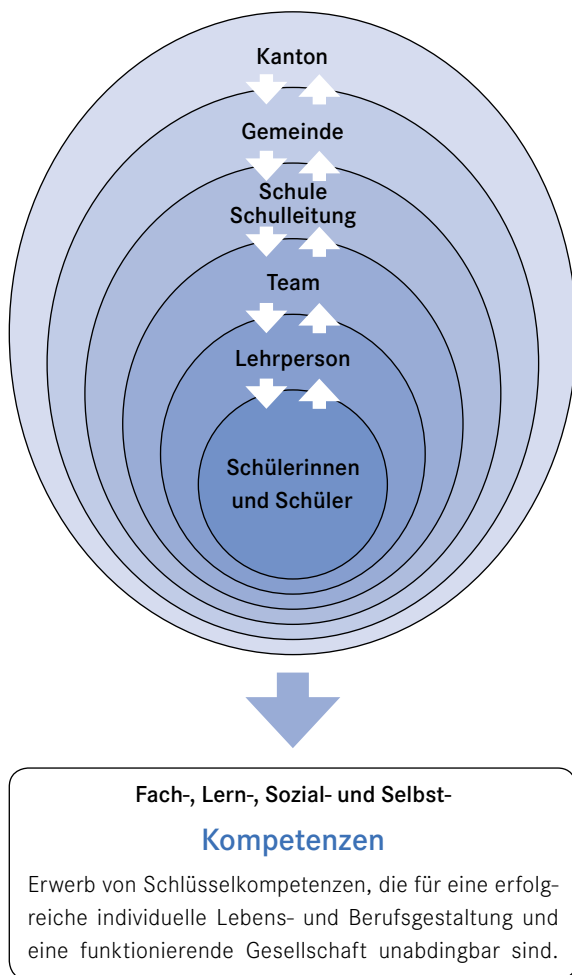 Kanton
Gemeinde
Schule
Schulleitung
Team
Lehrperson
Schülerinnen
und Schüler
Fach-, Lern-, Sozial- und Selbst-
Kompetenzen
Erwerb von Schlüsselkompetenzen, die für eine erfolg-
reiche individuelle Lebens- und Berufsgestaltung und
eine funktionierende Gesellschaft unabdingbar sind.